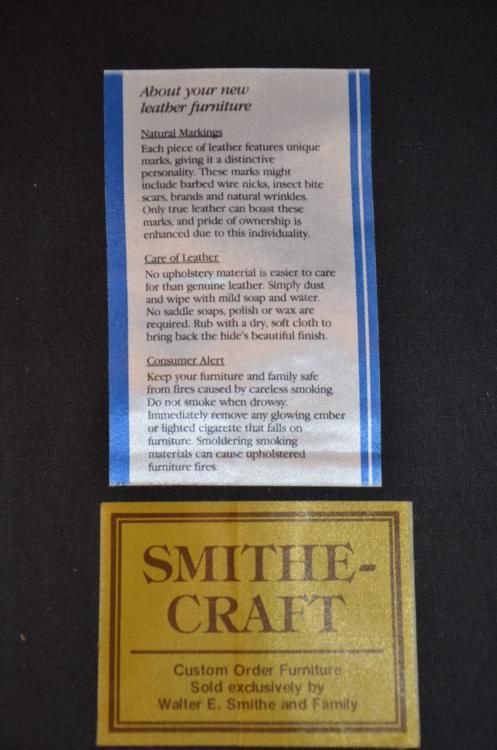 About your new
leather furniture
Natural Markings
Each piece of leather features unique
marks, giving it a distinctive
personality. These marks might
include barbed wire nicks, insect bite
scars, brands and natural wrinkles.
Only true leather can boast these
marks, and pride of ownership is
enhanced due to this individuality.
Care of Leather
No upholstery material is easier to care
for than genuine leather. Simply dust
and wipe with mild soap and water.
No saddle soaps, polish or wax are
required. Rub with a dry, soft cloth to
bring back the hide's beautiful finish.
Consumer Alert
Keep your furniture and family safe
from fires caused by careless smoking.
Do not smoke when drowsy.
Immediately remove any glowing ember
or lighted cigarette that falls on
furniture. Smoldering smoking
materials can cause upholstered
furniture fires.
SMITHE-
CRAFT
Custom Order Furniture
Sold exclusively by
Walter E. Smithe and Family